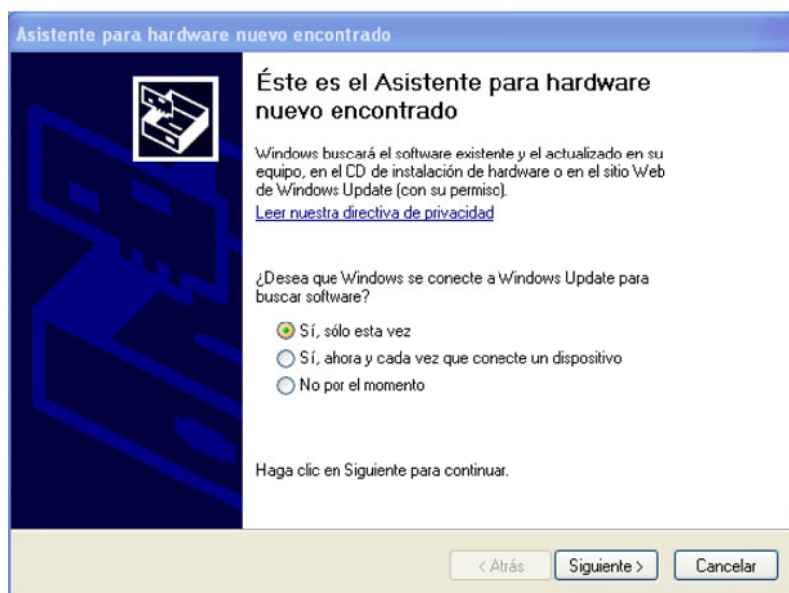 Asistente para hardware nuevo encontrado
Éste es el Asistente para hardware
nuevo encontrado
Windows buscará el software existente y el actualizado en su
equipo, en el CD de instalación de hardware o en el sitio Web
de Windows Update (con su permiso).
Leer nuestra directiva de privacidad
¿Desea que Windows se conecte a Windows Update para
buscar software?
Sí, sólo esta vez
Sí, ahora y cada vez que conecte un dispositivo
No por el momento
Haga clic en Siguiente para continuar.
< Atrás
Siguiente >
Cancelar